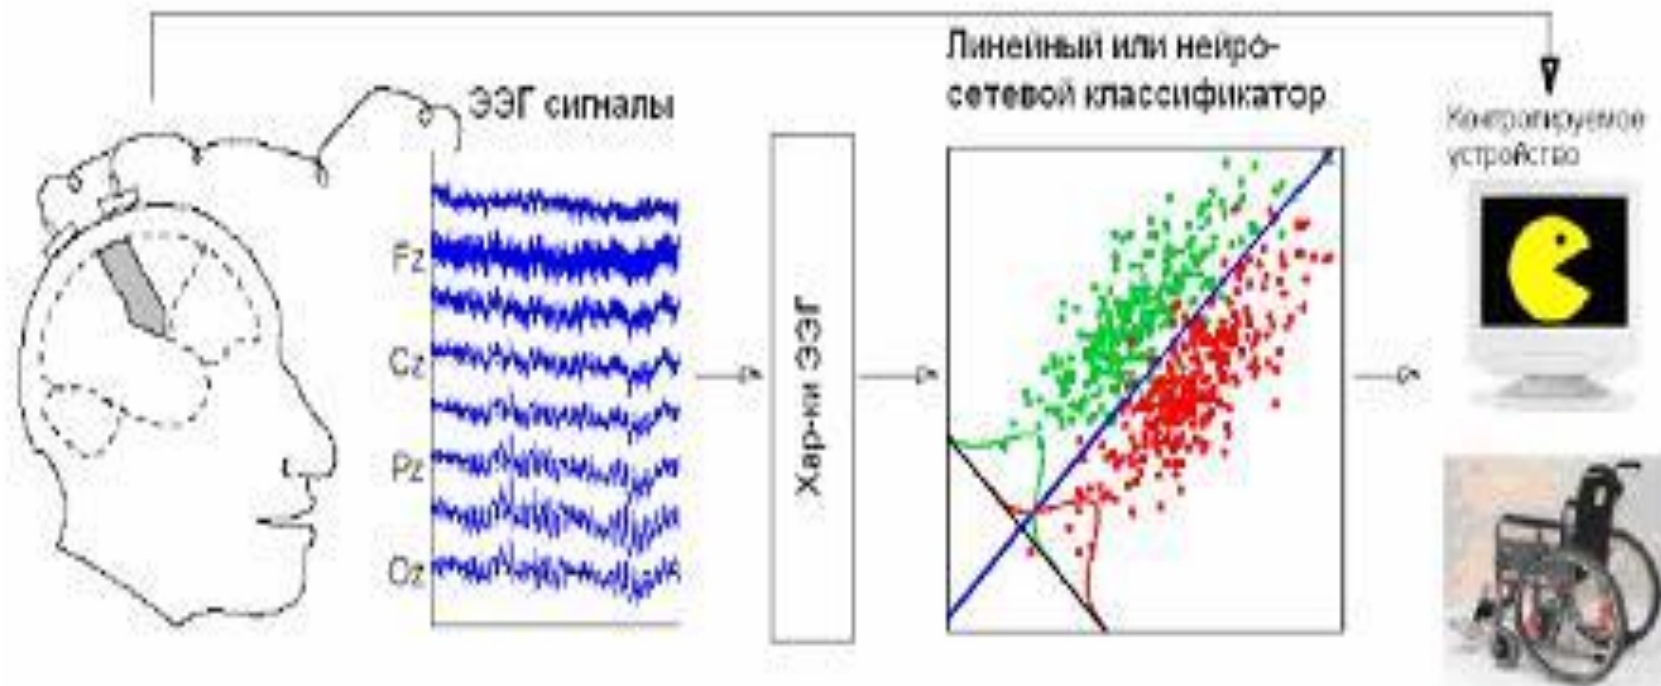 Линейный или нейро-
сетевой классификатор
ЭЭГ сигналы
Контролируемое
устройство
Fz
Cz
Pz
Oz
Хар-ки ЭЭГ